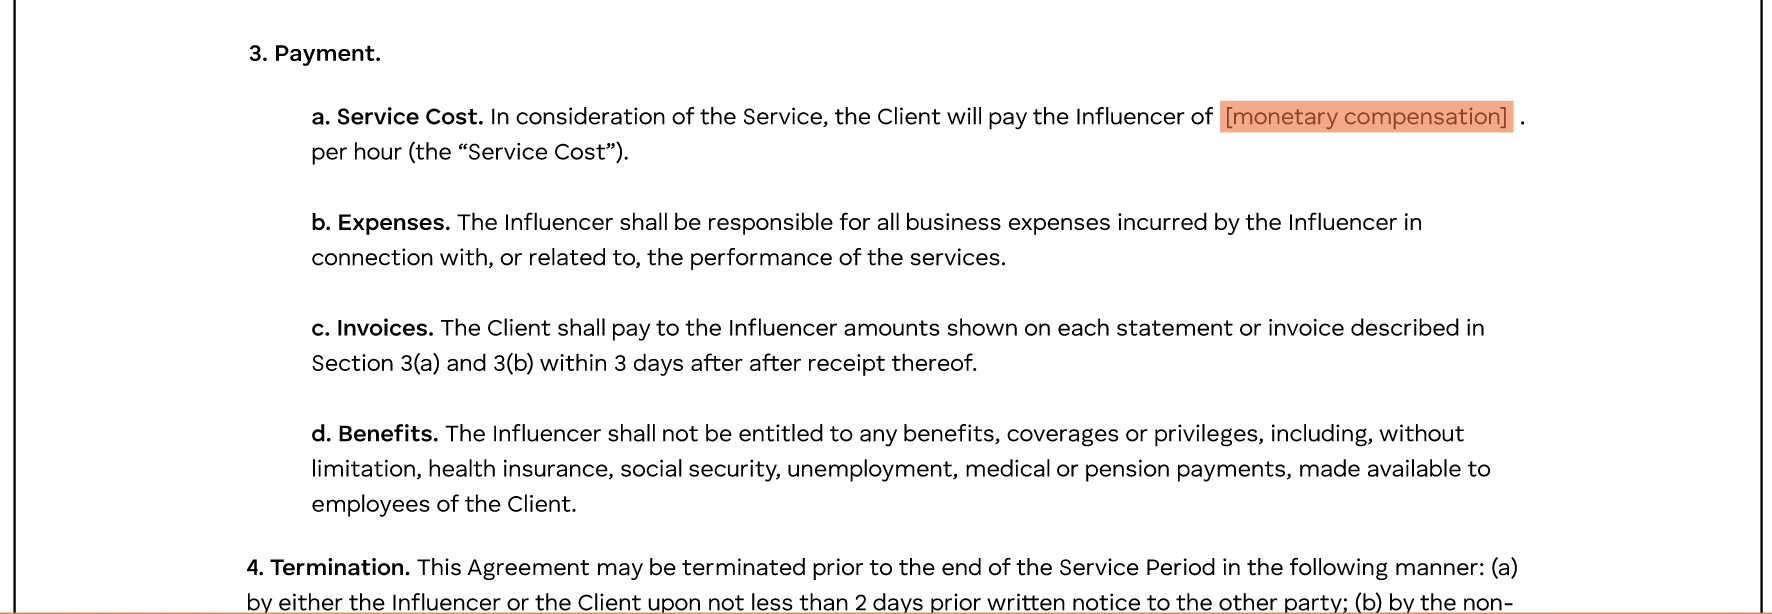 3. Payment.
a. Service Cost. In consideration of the Service, the Client will pay the Influencer of [monetary compensation] .
per hour (the “Service Cost”).
b. Expenses. The Influencer shall be responsible for all business expenses incurred by the Influencer in
connection with, or related to, the performance of the services.
c. Invoices. The Client shall pay to the Influencer amounts shown on each statement or invoice described in
Section 3(a) and 3(b) within 3 days after after receipt thereof.
d. Benefits. The Influencer shall not be entitled to any benefits, coverages or privileges, including, without
limitation, health insurance, social security, unemployment, medical or pension payments, made available to
employees of the Client.
4. Termination. This Agreement may be terminated prior to the end of the Service Period in the following manner: (a)
by either the Influencer or the Client upon not less than 2 days prior written notice to the other party; (b) by the non-